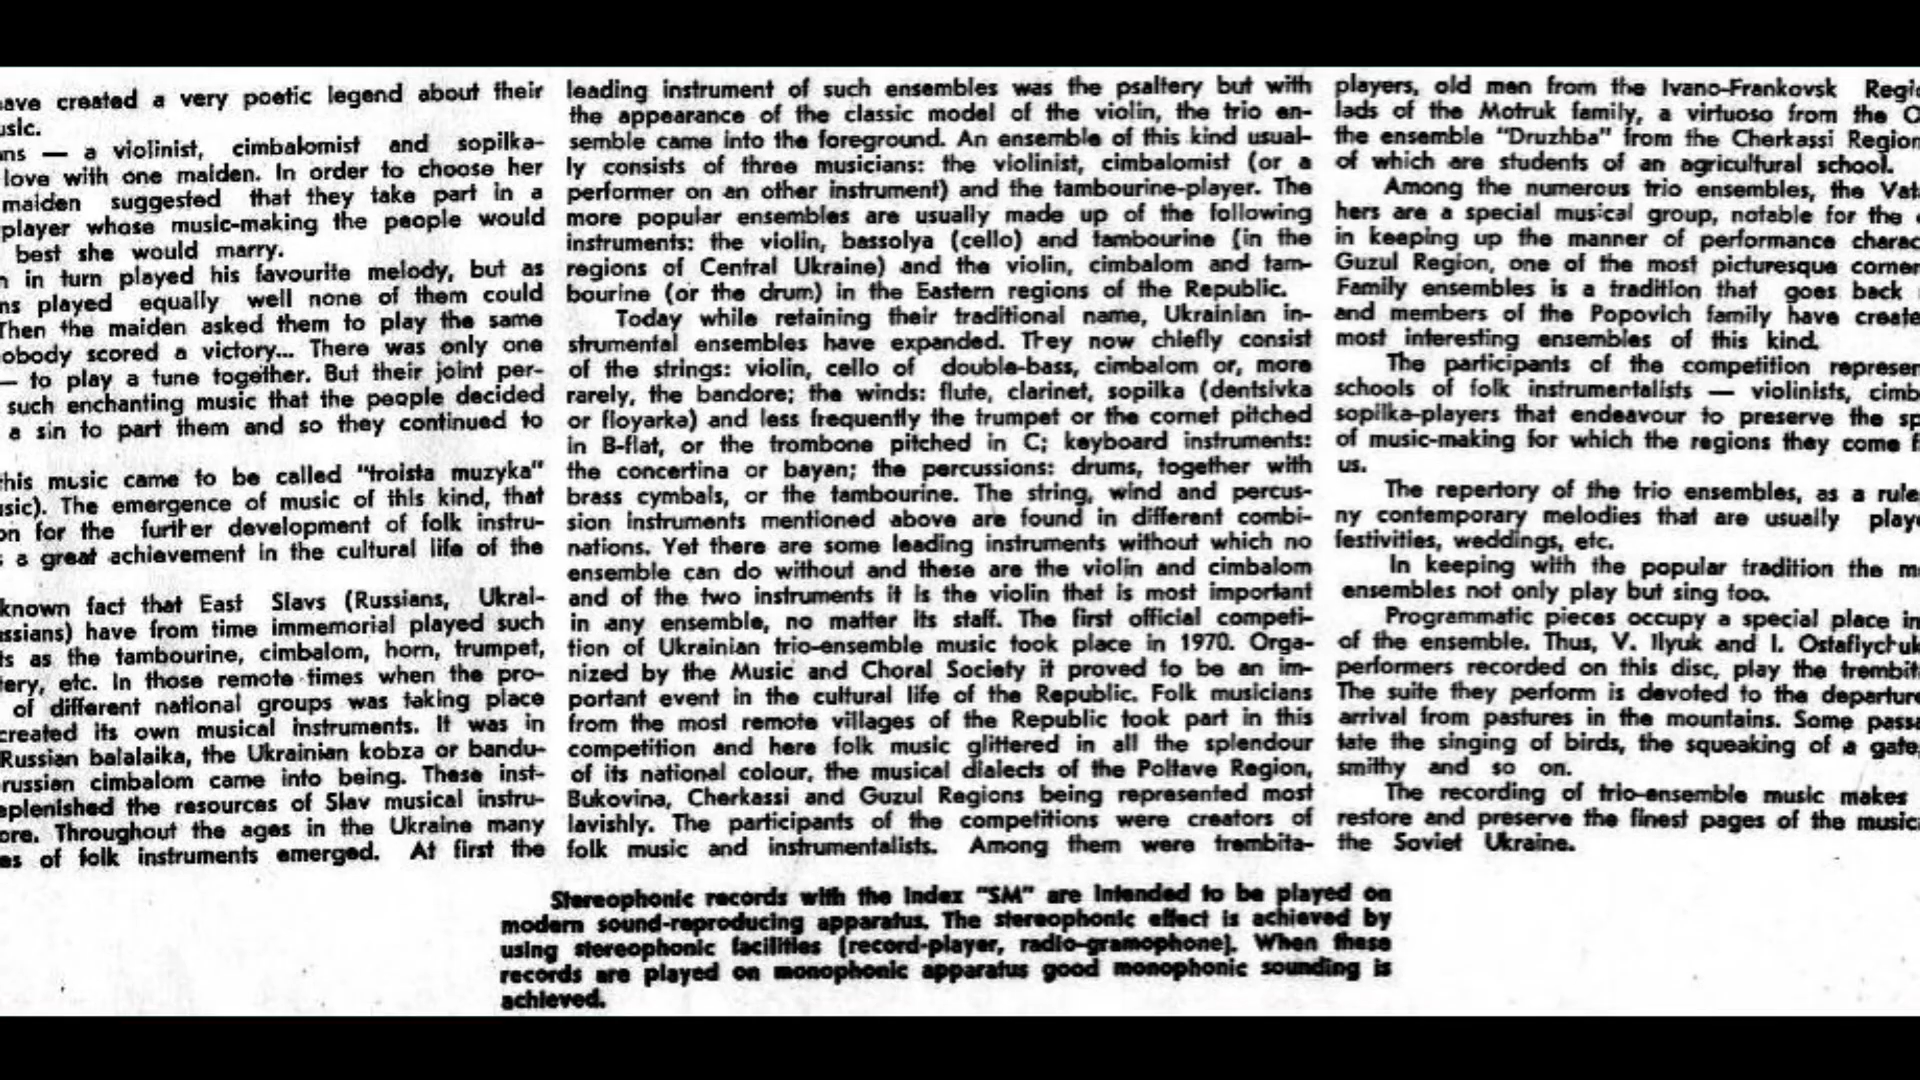 ave created a very poetic legend about their
usic.
ns — a violinist, cimbalomist and sopilka-
love with one maiden. In order to choose her
maiden suggested that they take part in a
player whose music-making the people would
best she would marry.
in turn played his favourite melody, but as
ns played equally well none of them could
Then the maiden asked them to play the same
obody scored a victory... There was only one
— to play a tune together. But their joint per-
such enchanting music that the people decided
a sin to part them and so they continued to
this music came to be called "troista muzyka"
usic). The emergence of music of this kind, that
on for the further development of folk instru-
a great achievement in the cultural life of the
known fact that East Slavs (Russians, Ukrai-
ssians) have from time immemorial played such
ts as the tambourine, cimbalom, horn, trumpet,
tery, etc. In those remote times when the pro-
of different national groups was taking place
created its own musical instruments. It was in
Russian balalaika, the Ukrainian kobza or bandu-
russian cimbalom came into being. These inst-
eplenished the resources of Slav musical instru-
ore. Throughout the ages in the Ukraine many
es of folk instruments emerged. At first the
leading instrument of such ensembles was the psaltery but with
the appearance of the classic model of the violin, the trio en-
semble came into the foreground. An ensemble of this kind usual-
ly consists of three musicians: the violinist, cimbalomist (or a
performer on an other instrument) and the tambourine-player. The
more popular ensembles are usually made up of the following
instruments: the violin, bassolya (cello) and tambourine (in the
regions of Central Ukraine) and the violin, cimbalom and tam-
bourine (or the drum) in the Eastern regions of the Republic.
Today while retaining their traditional name, Ukrainian in-
strumental ensembles have expanded. They now chiefly consist
of the strings: violin, cello of double-bass, cimbalom or, more
rarely, the bandore; the winds: flute, clarinet, sopilka (dentsivka
or floyarka) and less frequently the trumpet or the cornet pitched
in B-flat, or the trombone pitched in C; keyboard instruments:
the concertina or bayan; the percussions: drums, together with
brass cymbals, or the tambourine. The string, wind and percus-
sion instruments mentioned above are found in different combi-
nations. Yet there are some leading instruments without which no
ensemble can do without and these are the violin and cimbalom
and of the two instruments it is the violin that is most important
in any ensemble, no matter its staff. The first official competi-
tion of Ukrainian trio-ensemble music took place in 1970. Orga-
nized by the Music and Choral Society it proved to be an im-
portant event in the cultural life of the Republic. Folk musicians
from the most remote villages of the Republic took part in this
competition and here folk music glittered in all the splendour
of its national colour, the musical dialects of the Poltave Region,
Bukovina, Cherkassi and Guzul Regions being represented most
lavishly. The participants of the competitions were creators of
folk music and instrumentalists. Among them were trembita-
players, old men from the Ivano-Frankovsk Regio
lads of the Motruk family, a virtuoso from the
the ensemble "Druzhba" from the Cherkassi Region
of which are students of an agricultural school.
Among the numerous trio ensembles, the Vat
hers are a special musical group, notable for the
in keeping up the manner of performance charac
Guzul Region, one of the most picturesque corner
Family ensembles is a tradition that goes back
and members of the Popovich family have create
most interesting ensembles of this kind.
The participants of the competition represen
schools of folk instrumentalists — violinists, cimb
sopilka-players that endeavour to preserve the sp
of music-making for which the regions they come f
us.
The repertory of the trio ensembles, as a rule
ny contemporary melodies that are usually playe
festivities, weddings, etc.
In keeping with the popular tradition the m
ensembles not only play but sing too.
Programmatic pieces occupy a special place in
of the ensemble. Thus, V. Ilyuk and I. Ostafiychuk
performers recorded on this disc, play the trembit
The suite they perform is devoted to the departure
arrival from pastures in the mountains. Some passa
tate the singing of birds, the squeaking of a gate,
smithy and so on.
The recording of trio-ensemble music makes
restore and preserve the finest pages of the music
the Soviet Ukraine.
Stereophonic records with the index "SM" are intended to be played on
modern sound-reproducing apparatus. The stereophonic effect is achieved by
using stereophonic facilities (record-player, radio-gramophone). When these
records are played on monophonic apparatus good monophonic sounding is
achieved.